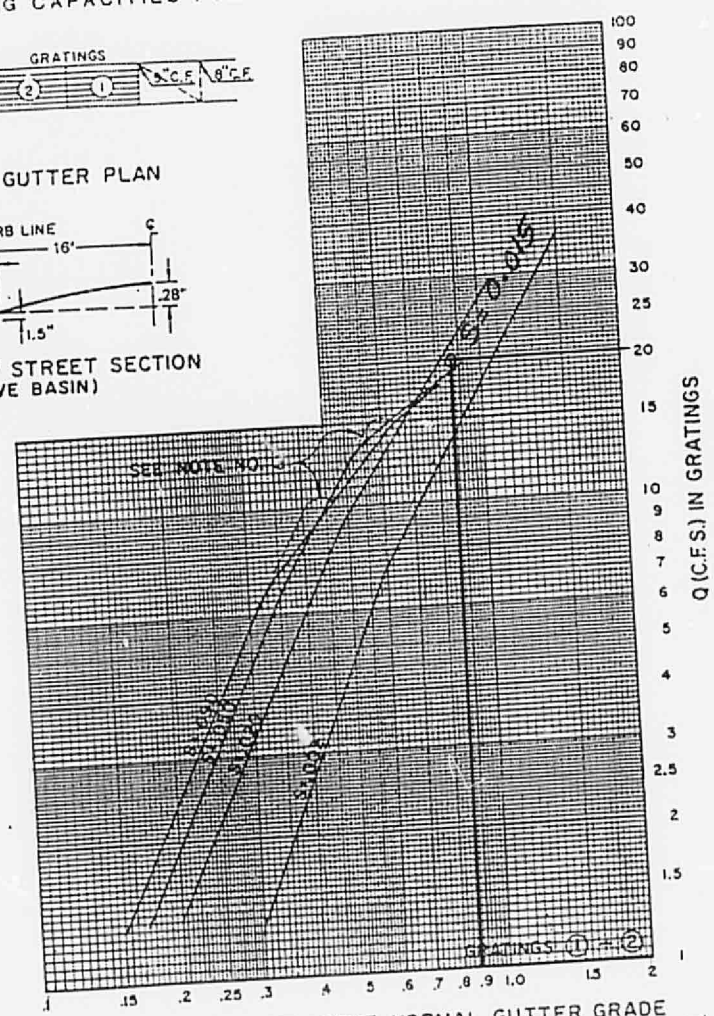 GRATINGS
2 1 5"C.F. 8"C.F.
GUTTER PLAN
RB LINE
16'
.28'
1.5"
STREET SECTION
VE BASIN)
SEE NOTE NO.
S=0.015
100
90
80
70
60
50
40
30
25
20
15
10
9
8
7
6
5
4
3
2.5
2
1.5
1
Q (C.F.S.) IN GRATINGS
GRATINGS 1 + 2
.1 .15 .2 .25 .3 .4 .5 .6 .7 .8 .9 1.0 1.5 2
NORMAL GUTTER GRADE